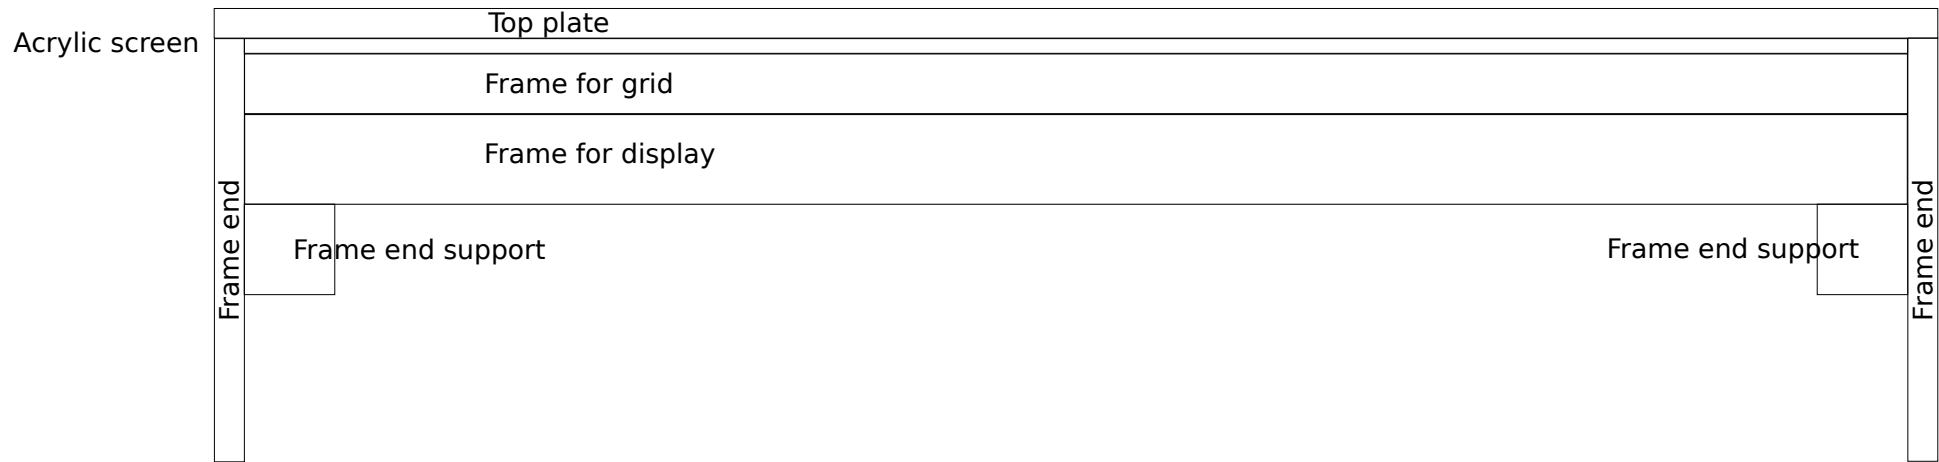 Top plate
Acrylic screen
Frame for grid
Frame for display
Frame end
Frame end support
Frame end support
Frame end